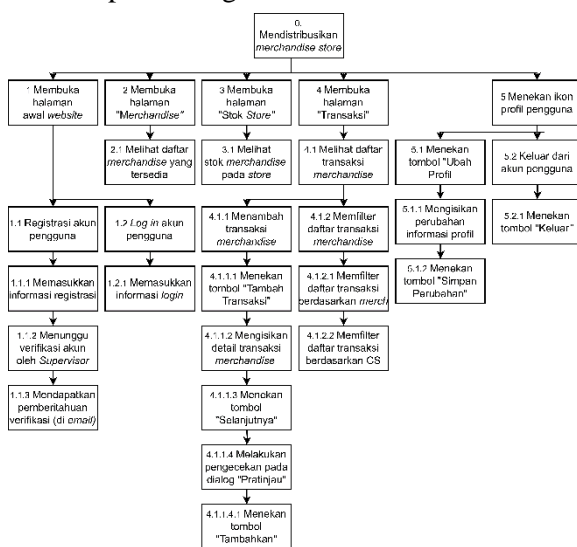 0.
Mendistribusikan
merchandise store
1 Membuka
halaman
awal website
2 Membuka
halaman
"Merchandise"
3 Membuka
halaman
"Stok Store"
4 Membuka
halaman
"Transaksi"
5 Menekan ikon
profil pengguna
2.1 Melihat daftar
merchandise yang
tersedia
3.1 Melihat
stok merchandise
pada store
4.1 Melihat daftar
transaksi
merchandise
5.1 Menekan
tombol "Ubah
Profil
5.2 Keluar dari
akun pengguna
1.1 Registrasi akun
pengguna
1.2 Log in akun
pengguna
4.1.1 Menambah
transaksi
merchandise
4.1.2 Memfilter
daftar transaksi
merchandise
5.1.1 Mengisikan
perubahan
informasi profil
5.2.1 Menekan
tombol "Keluar"
1.1.1 Memasukkan
informasi registrasi
1.2.1 Memasukkan
informasi login
4.1.1.1 Menekan
tombol "Tambah
Transaksi"
4.1.2.1 Memfilter
daftar transaksi
berdasarkan merch
5.1.2 Menekan
tombol "Simpan
Perubahan"
1.1.2 Menunggu
verifikasi akun
oleh Supervisor
4.1.1.2 Mengisikan
detail transaksi
merchandise
4.1.2.2 Memfilter
daftar transaksi
berdasarkan CS
1.1.3 Mendapatkan
pemberitahuan
verifikasi (di email)
4.1.1.3 Menekan
tombol
"Selanjutnya"
4.1.1.4 Melakukan
pengecekan pada
dialog "Pratinjau"
4.1.1.4.1 Menekan
tombol
"Tambahkan"